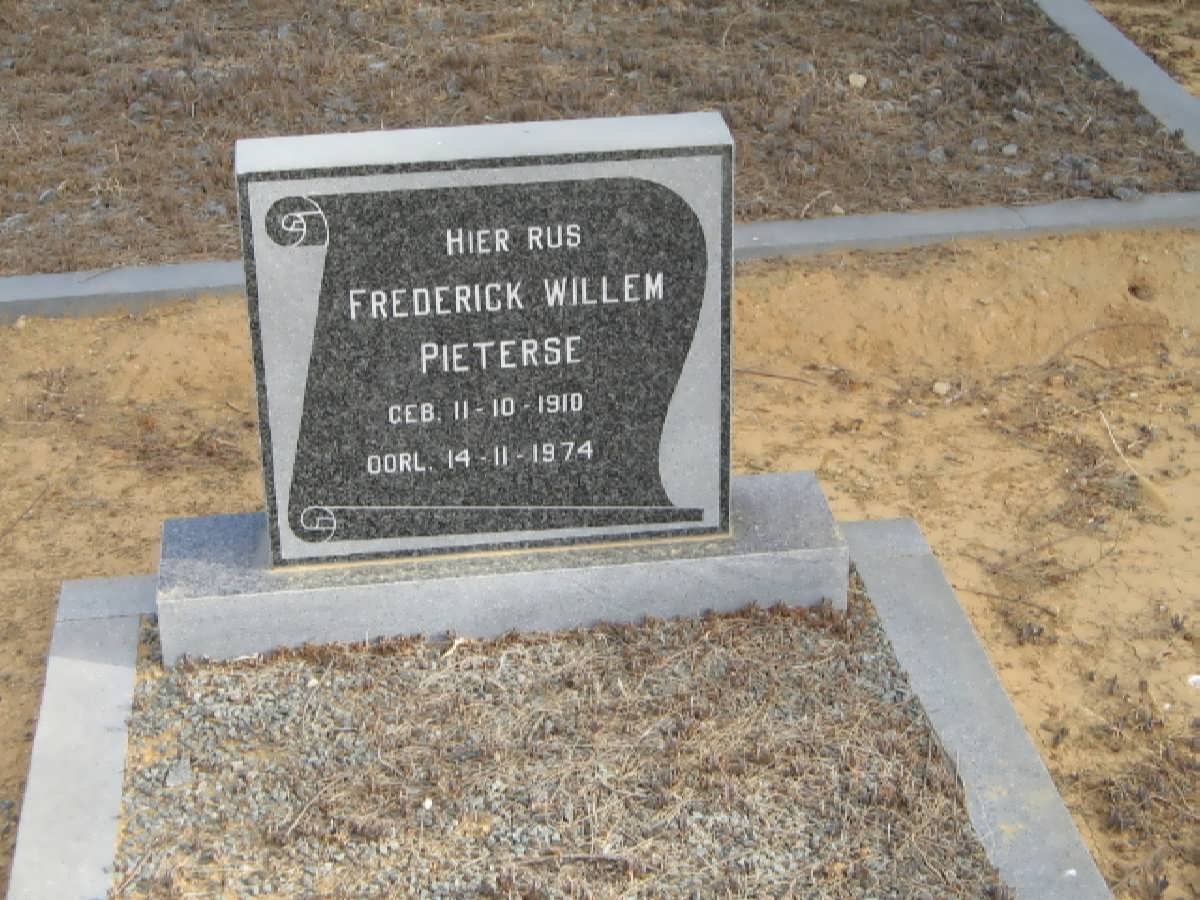 HIER RUS
FREDERICK WILLEM
PIETERSE
GEB. 11-10-1910
OORL. 14-11-1974